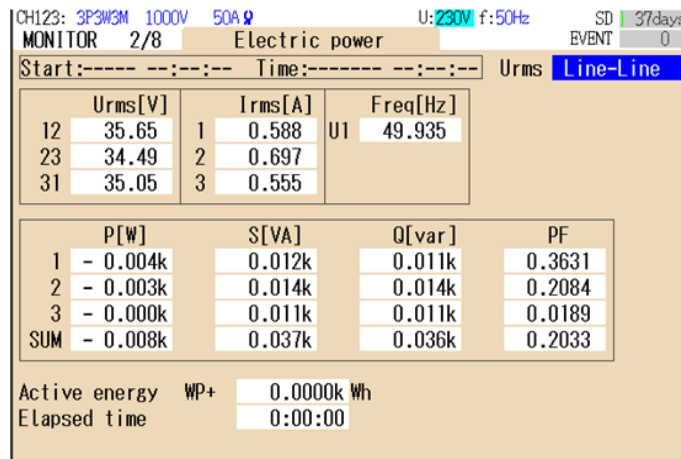 CH123: 3P3W3M 1000V 50A U:230V f:50Hz SD 37days
MONITOR 2/8 Electric power EVENT 0
Start:----- --:--:-- Time:------- --:--:-- Urms Line-Line
Urms[V] Irms[A] Freq[Hz]
12 35.65 1 0.588 U1 49.935
23 34.49 2 0.697
31 35.05 3 0.555
P[W] S[VA] Q[var] PF
1 - 0.004k 0.012k 0.011k 0.3631
2 - 0.003k 0.014k 0.014k 0.2084
3 - 0.000k 0.011k 0.011k 0.0189
SUM - 0.008k 0.037k 0.036k 0.2033
Active energy WP+ 0.0000k Wh
Elapsed time 0:00:00